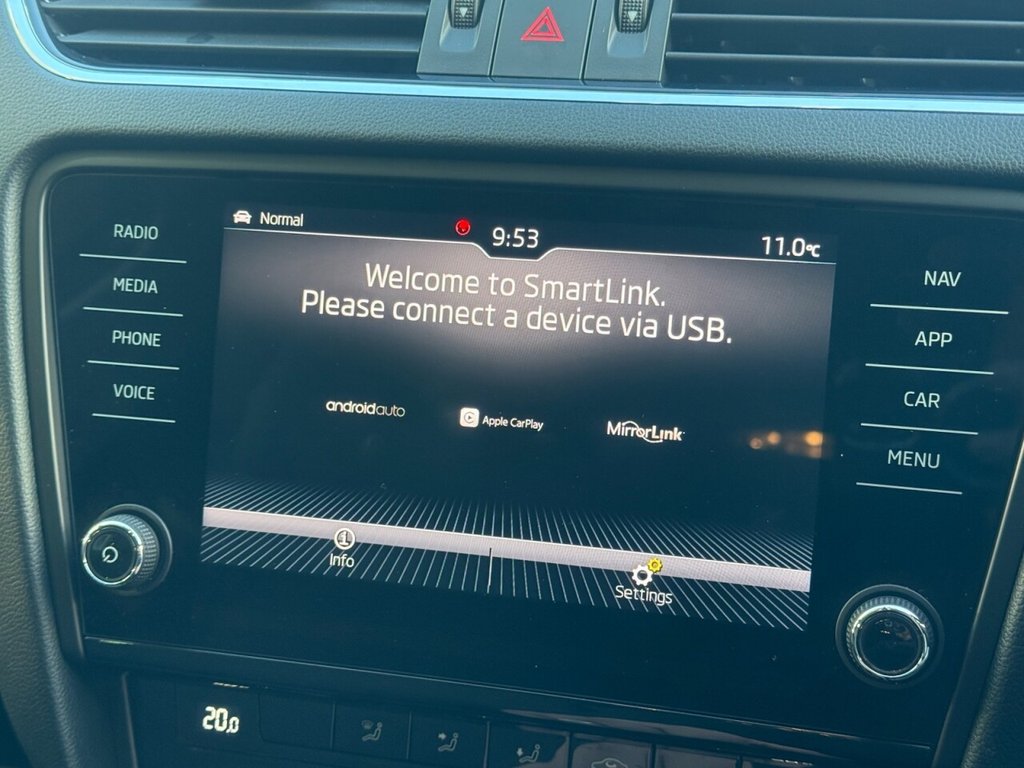 Normal
9:53
11.0°C
Welcome to SmartLink.
Please connect a device via USB.
androidauto
Apple CarPlay
MirrorLink
Info
Settings
RADIO
MEDIA
PHONE
VOICE
NAV
APP
CAR
MENU
20.0